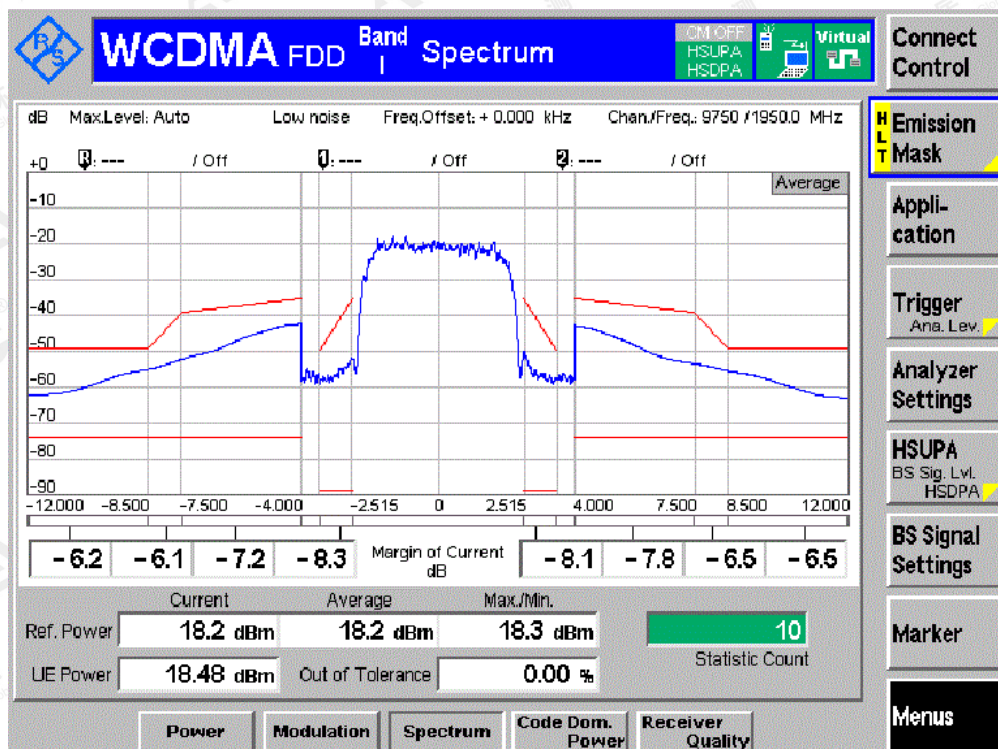 R&S
WCDMA FDD Band I Spectrum
CM OFF
HSUPA
HSDPA
Virtual
Connect Control
dB Max.Level: Auto Low noise Freq.Offset: + 0.000 kHz Chan./Freq.: 9750 /1950.0 MHz
R: --- / Off 1: --- / Off 2: --- / Off
Average
+0
-10
-20
-30
-40
-50
-60
-70
-80
-90
-12.000 -8.500 -7.500 -4.000 -2.515 0 2.515 4.000 7.500 8.500 12.000
-6.2 -6.1 -7.2 -8.3 Margin of Current dB -8.1 -7.8 -6.5 -6.5
Current Average Max./Min.
Ref. Power 18.2 dBm 18.2 dBm 18.3 dBm 10
Statistic Count
UE Power 18.48 dBm Out of Tolerance 0.00 %
HLT
Emission Mask
Appli-
cation
Trigger
Ana. Lev.
Analyzer
Settings
HSUPA
BS Sig. Lvl.
HSDPA
BS Signal
Settings
Marker
Menus
Power
Modulation
Spectrum
Code Dom.
Power
Receiver
Quality